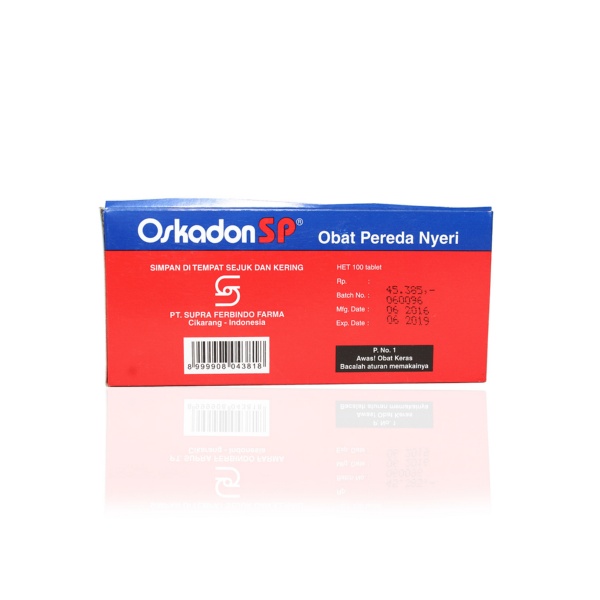 OskadonSP® Obat Pereda Nyeri
SIMPAN DI TEMPAT SEJUK DAN KERING
PT. SUPRA FERBINDO FARMA
Cikarang - Indonesia
8 999908 043818
HET 100 tablet
Rp. : 45.385,-
Batch No. : 060096
Mfg. Date : 06 2016
Exp. Date : 06 2019
P. No. 1
Awas! Obat Keras
Bacalah aturan memakainya